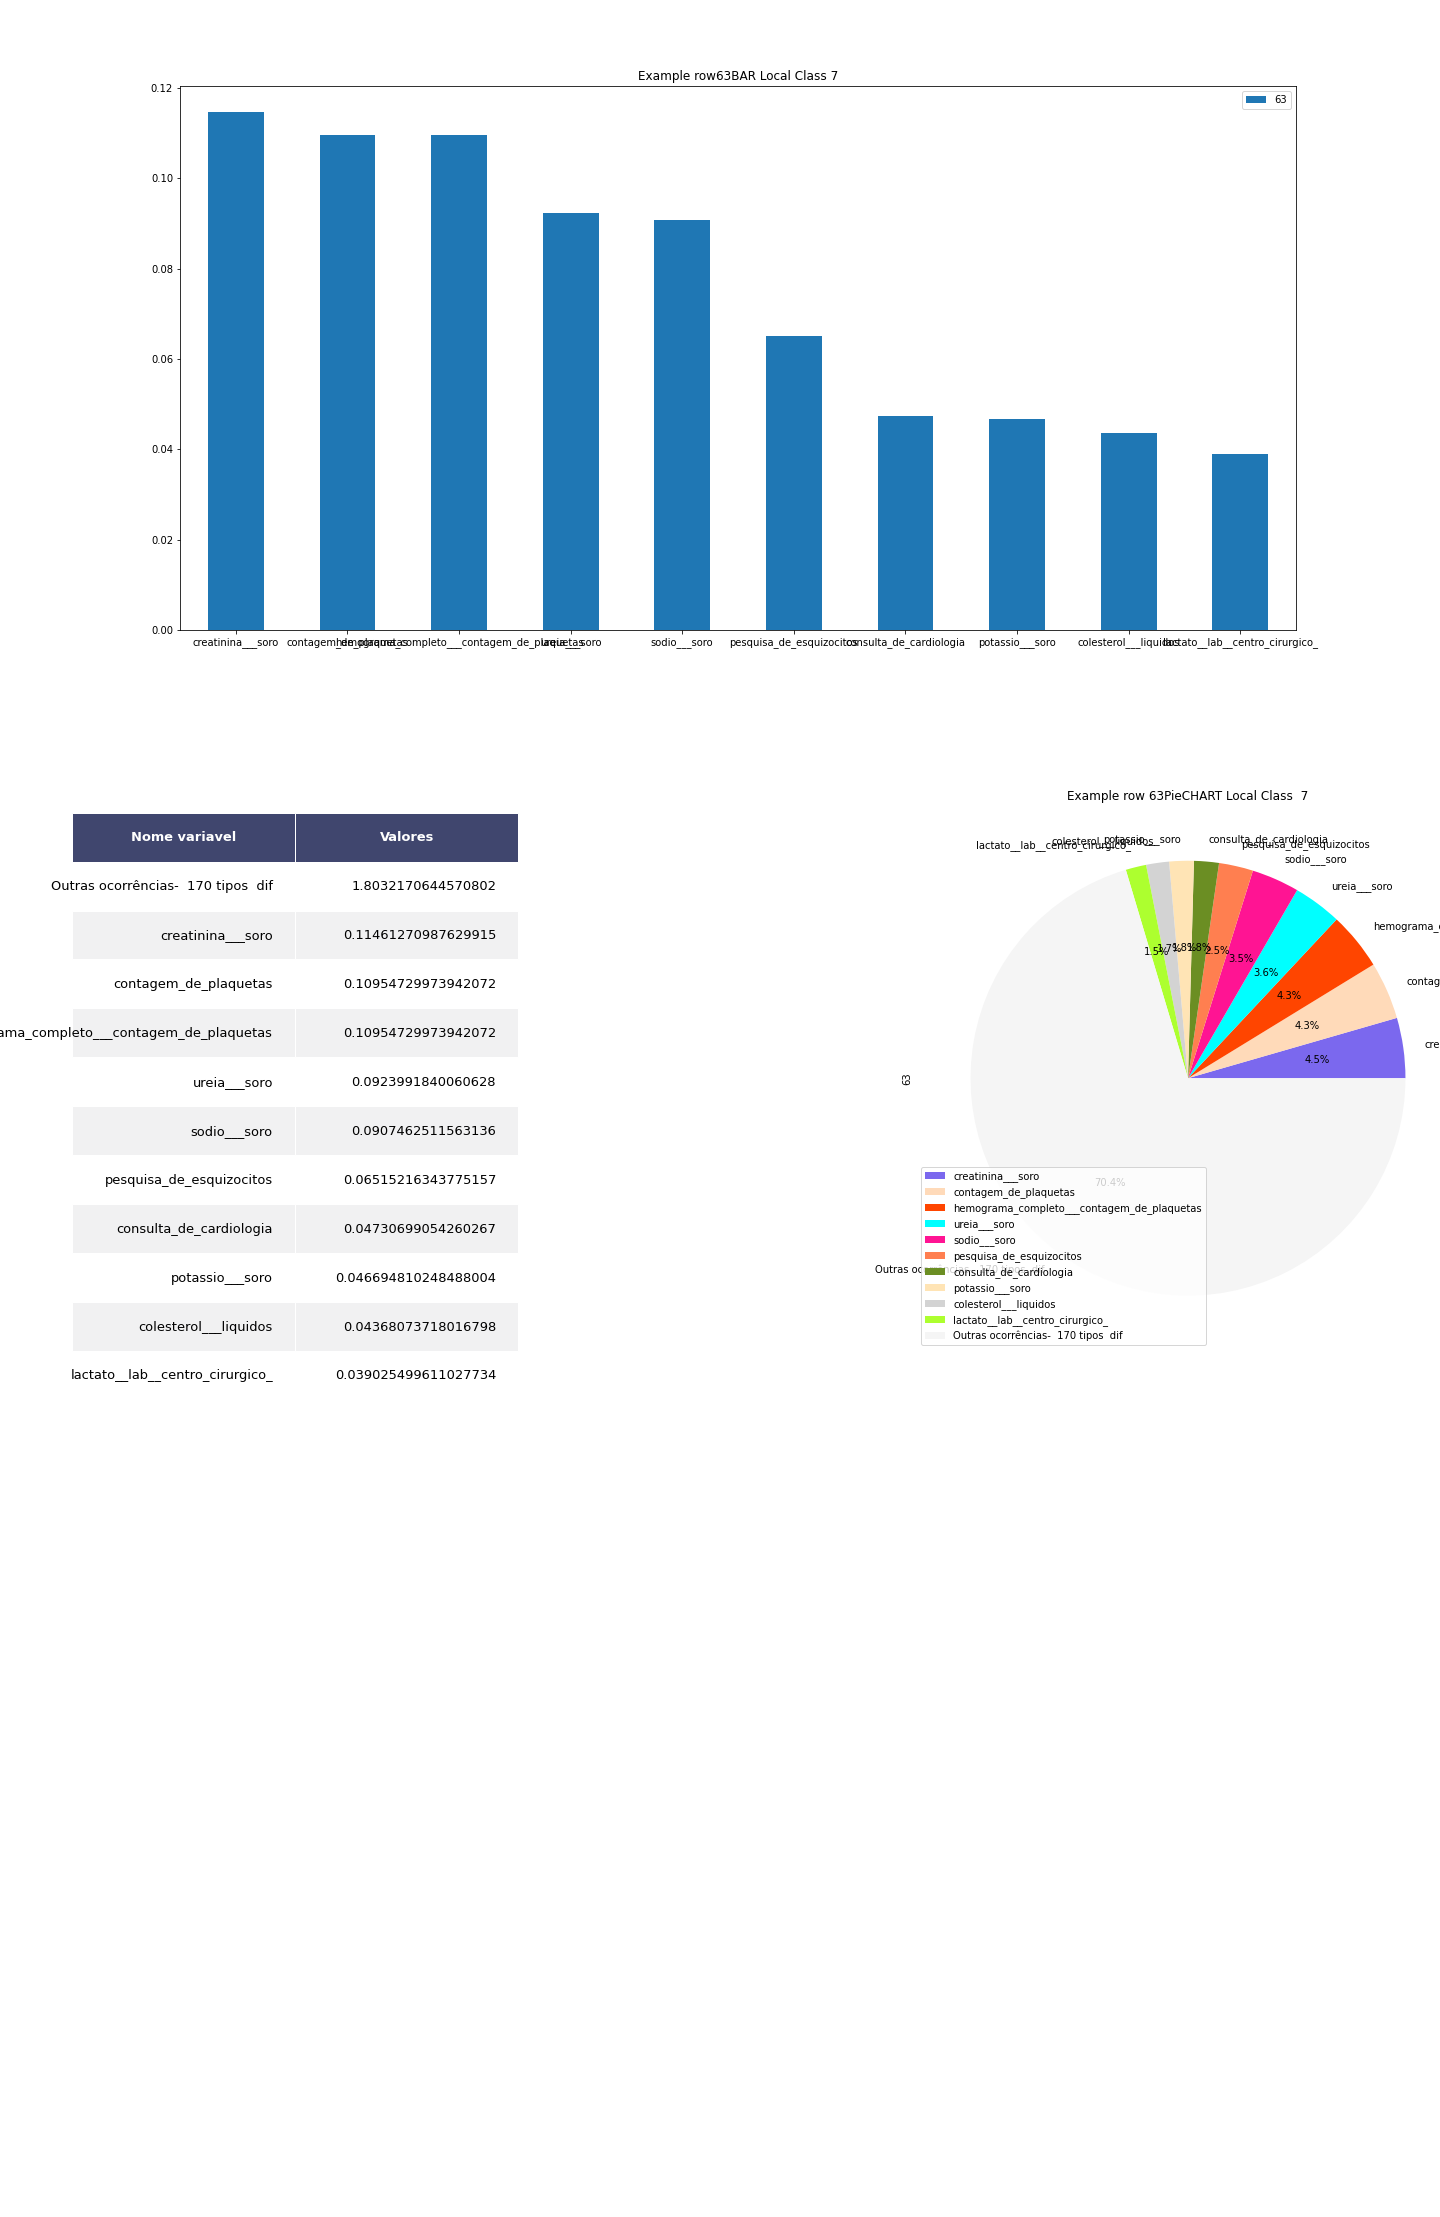 Example row63BAR Local Class 7
63
0.12
0.10
0.08
0.06
0.04
0.02
0.00
creatinina___soro
contagem_de_plaquetas
hemograma_completo___contagem_de_plaquetas
ureia___soro
sodio___soro
pesquisa_de_esquizocitos
consulta_de_cardiologia
potassio___soro
colesterol___liquidos
lactato__lab__centro_cirurgico_
Nome variavel Valores
Outras ocorrências-  170 tipos  dif 1.8032170644570802
creatinina___soro 0.11461270987629915
contagem_de_plaquetas 0.10954729973942072
ama_completo___contagem_de_plaquetas 0.10954729973942072
ureia___soro 0.0923991840060628
sodio___soro 0.0907462511563136
pesquisa_de_esquizocitos 0.06515216343775157
consulta_de_cardiologia 0.04730699054260267
potassio___soro 0.046694810248488004
colesterol___liquidos 0.04368073718016798
lactato__lab__centro_cirurgico_ 0.039025499611027734
Example row 63PieCHART Local Class  7
lactato__lab__centro_cirurgico_
colesterol___liquidos
potassio___soro
consulta_de_cardiologia
pesquisa_de_esquizocitos
sodio___soro
ureia___soro
hemograma_
contag
cre
1.5%
1.7%
1.8%
1.8%
2.5%
3.5%
3.6%
4.3%
4.3%
4.5%
63
70.4%
Outras ocorrências-  170 tipos  dif
creatinina___soro
contagem_de_plaquetas
hemograma_completo___contagem_de_plaquetas
ureia___soro
sodio___soro
pesquisa_de_esquizocitos
consulta_de_cardiologia
potassio___soro
colesterol___liquidos
lactato__lab__centro_cirurgico_
Outras ocorrências-  170 tipos  dif